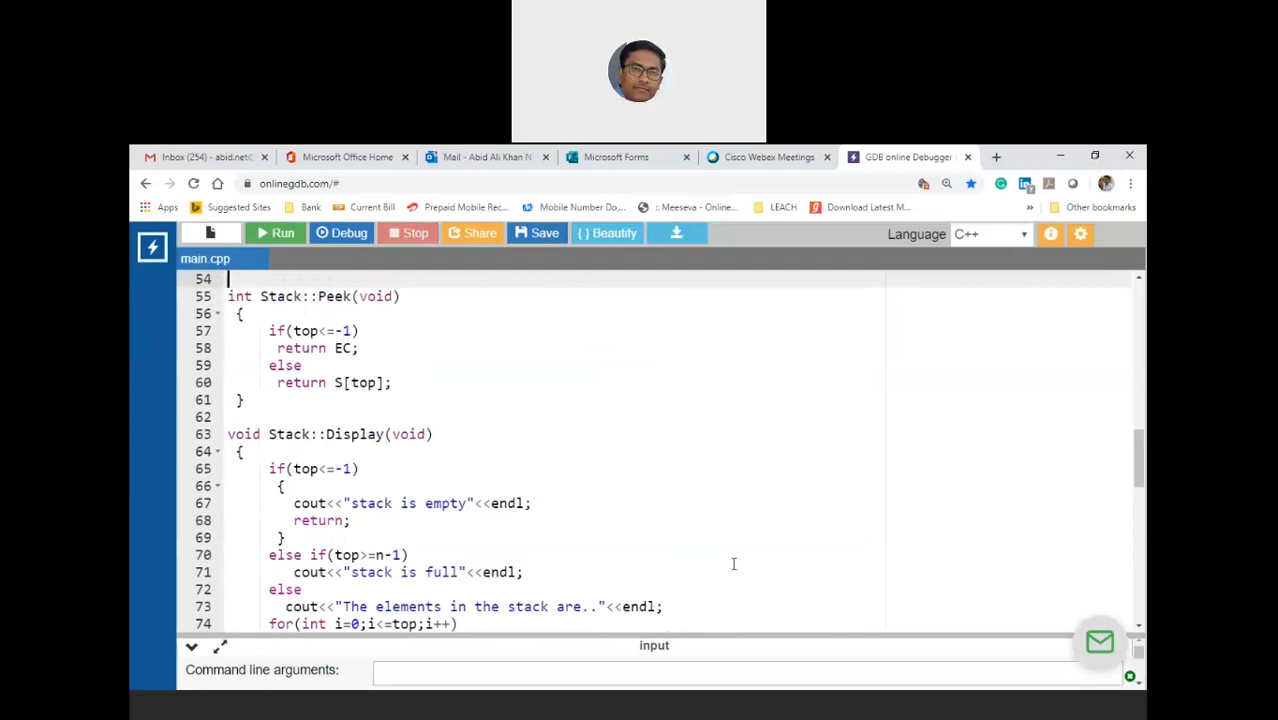 Inbox (254) - abid.net@
Microsoft Office Home
Mail - Abid Ali Khan N
Microsoft Forms
Cisco Webex Meetings
GDB online Debugger
onlinegdb.com/#
Apps
Suggested Sites
Bank
Current Bill
Prepaid Mobile Rec...
Mobile Number Do,...
:: Meeseva - Online...
LEACH
Download Latest M...
»
Other bookmarks
Run
Debug
Stop
Share
Save
{ } Beautify
Language
C++
main.cpp
54
55 int Stack::Peek(void)
56 {
57 if(top<=-1)
58 return EC;
59 else
60 return S[top];
61 }
62
63 void Stack::Display(void)
64 {
65 if(top<=-1)
66 {
67 cout<<"stack is empty"<<endl;
68 return;
69 }
70 else if(top>=n-1)
71 cout<<"stack is full"<<endl;
72 else
73 cout<<"The elements in the stack are.."<<endl;
74 for(int i=0;i<=top;i++)
input
Command line arguments: